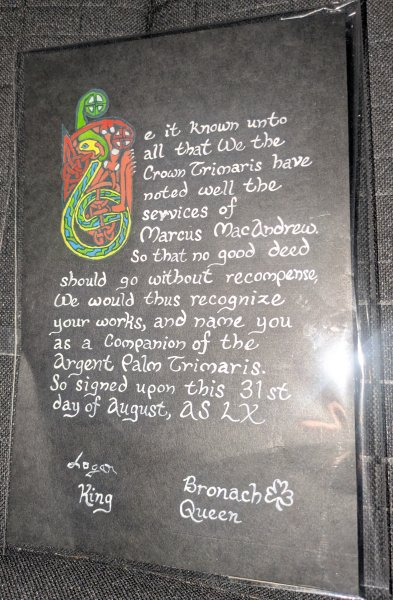 Be it known unto
all that We the
Crown Trimaris have
noted well the
services of
Marcus MacAndrew.
So that no good deed
should go without recompense,
We would thus recognize
your works, and name you
as a Companion of the
Argent Palm Trimaris.
So signed upon this 31st
day of August, AS LX
Logan
King
Bronach
Queen